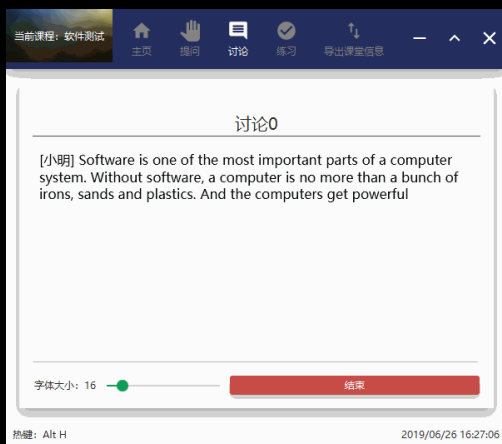 当前课程：软件测试
主页
提问
讨论
练习
导出课堂信息
讨论0
[小明] Software is one of the most important parts of a computer
system. Without software, a computer is no more than a bunch of
irons, sands and plastics. And the computers get powerful
字体大小：16
结束
热键：Alt H
2019/06/26 16:27:06